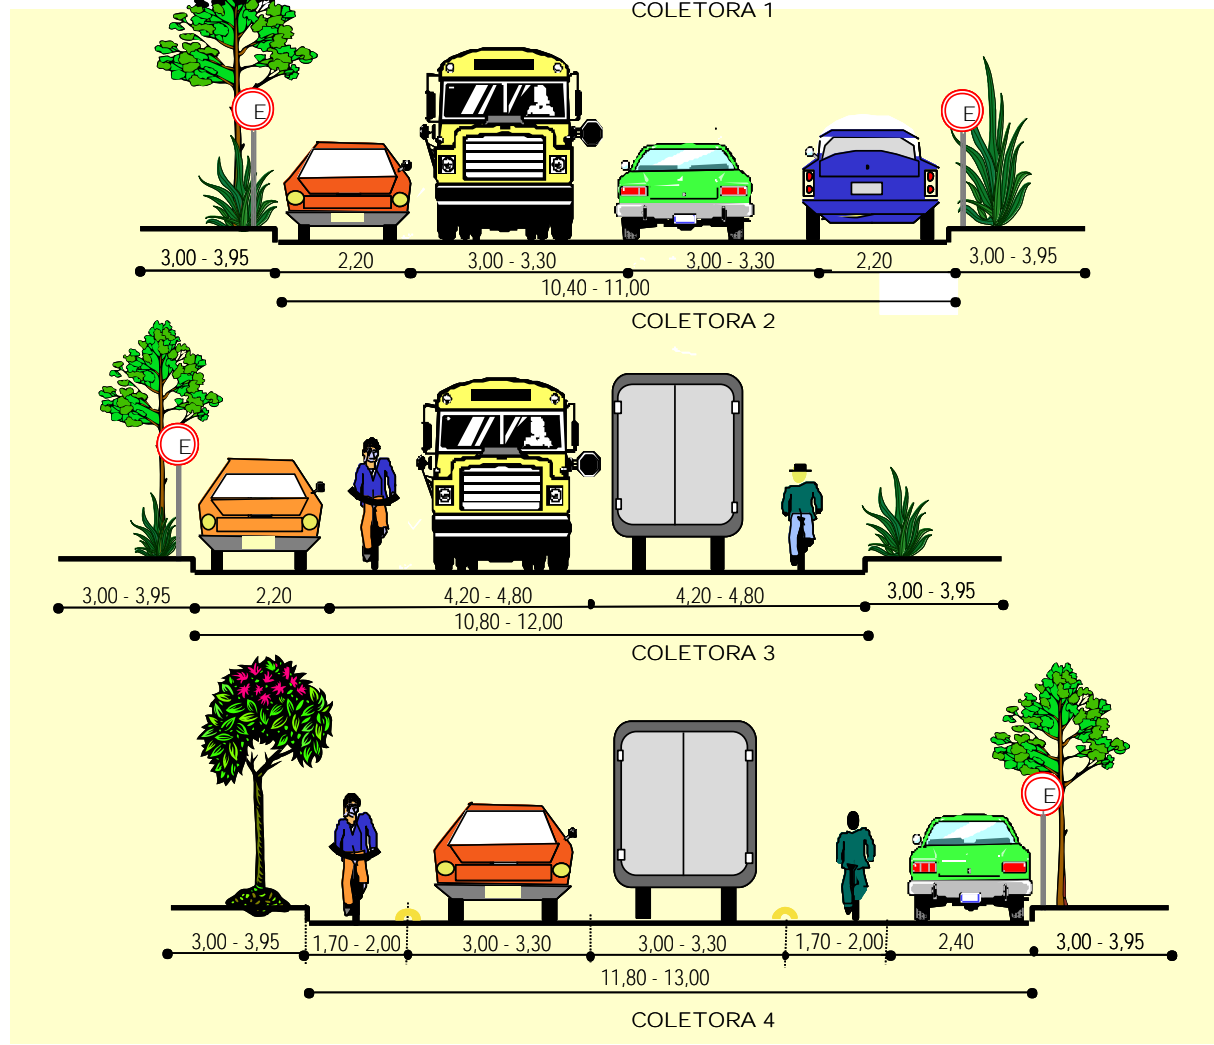 COLETORA 1
E
E
3,00 - 3,95 2,20 3,00 - 3,30 3,00 - 3,30 2,20 3,00 - 3,95
10,40 - 11,00
COLETORA 2
E
3,00 - 3,95 2,20 4,20 - 4,80 4,20 - 4,80 3,00 - 3,95
10,80 - 12,00
COLETORA 3
E
3,00 - 3,95 1,70 - 2,00 3,00 - 3,30 3,00 - 3,30 1,70 - 2,00 2,40 3,00 - 3,95
11,80 - 13,00
COLETORA 4